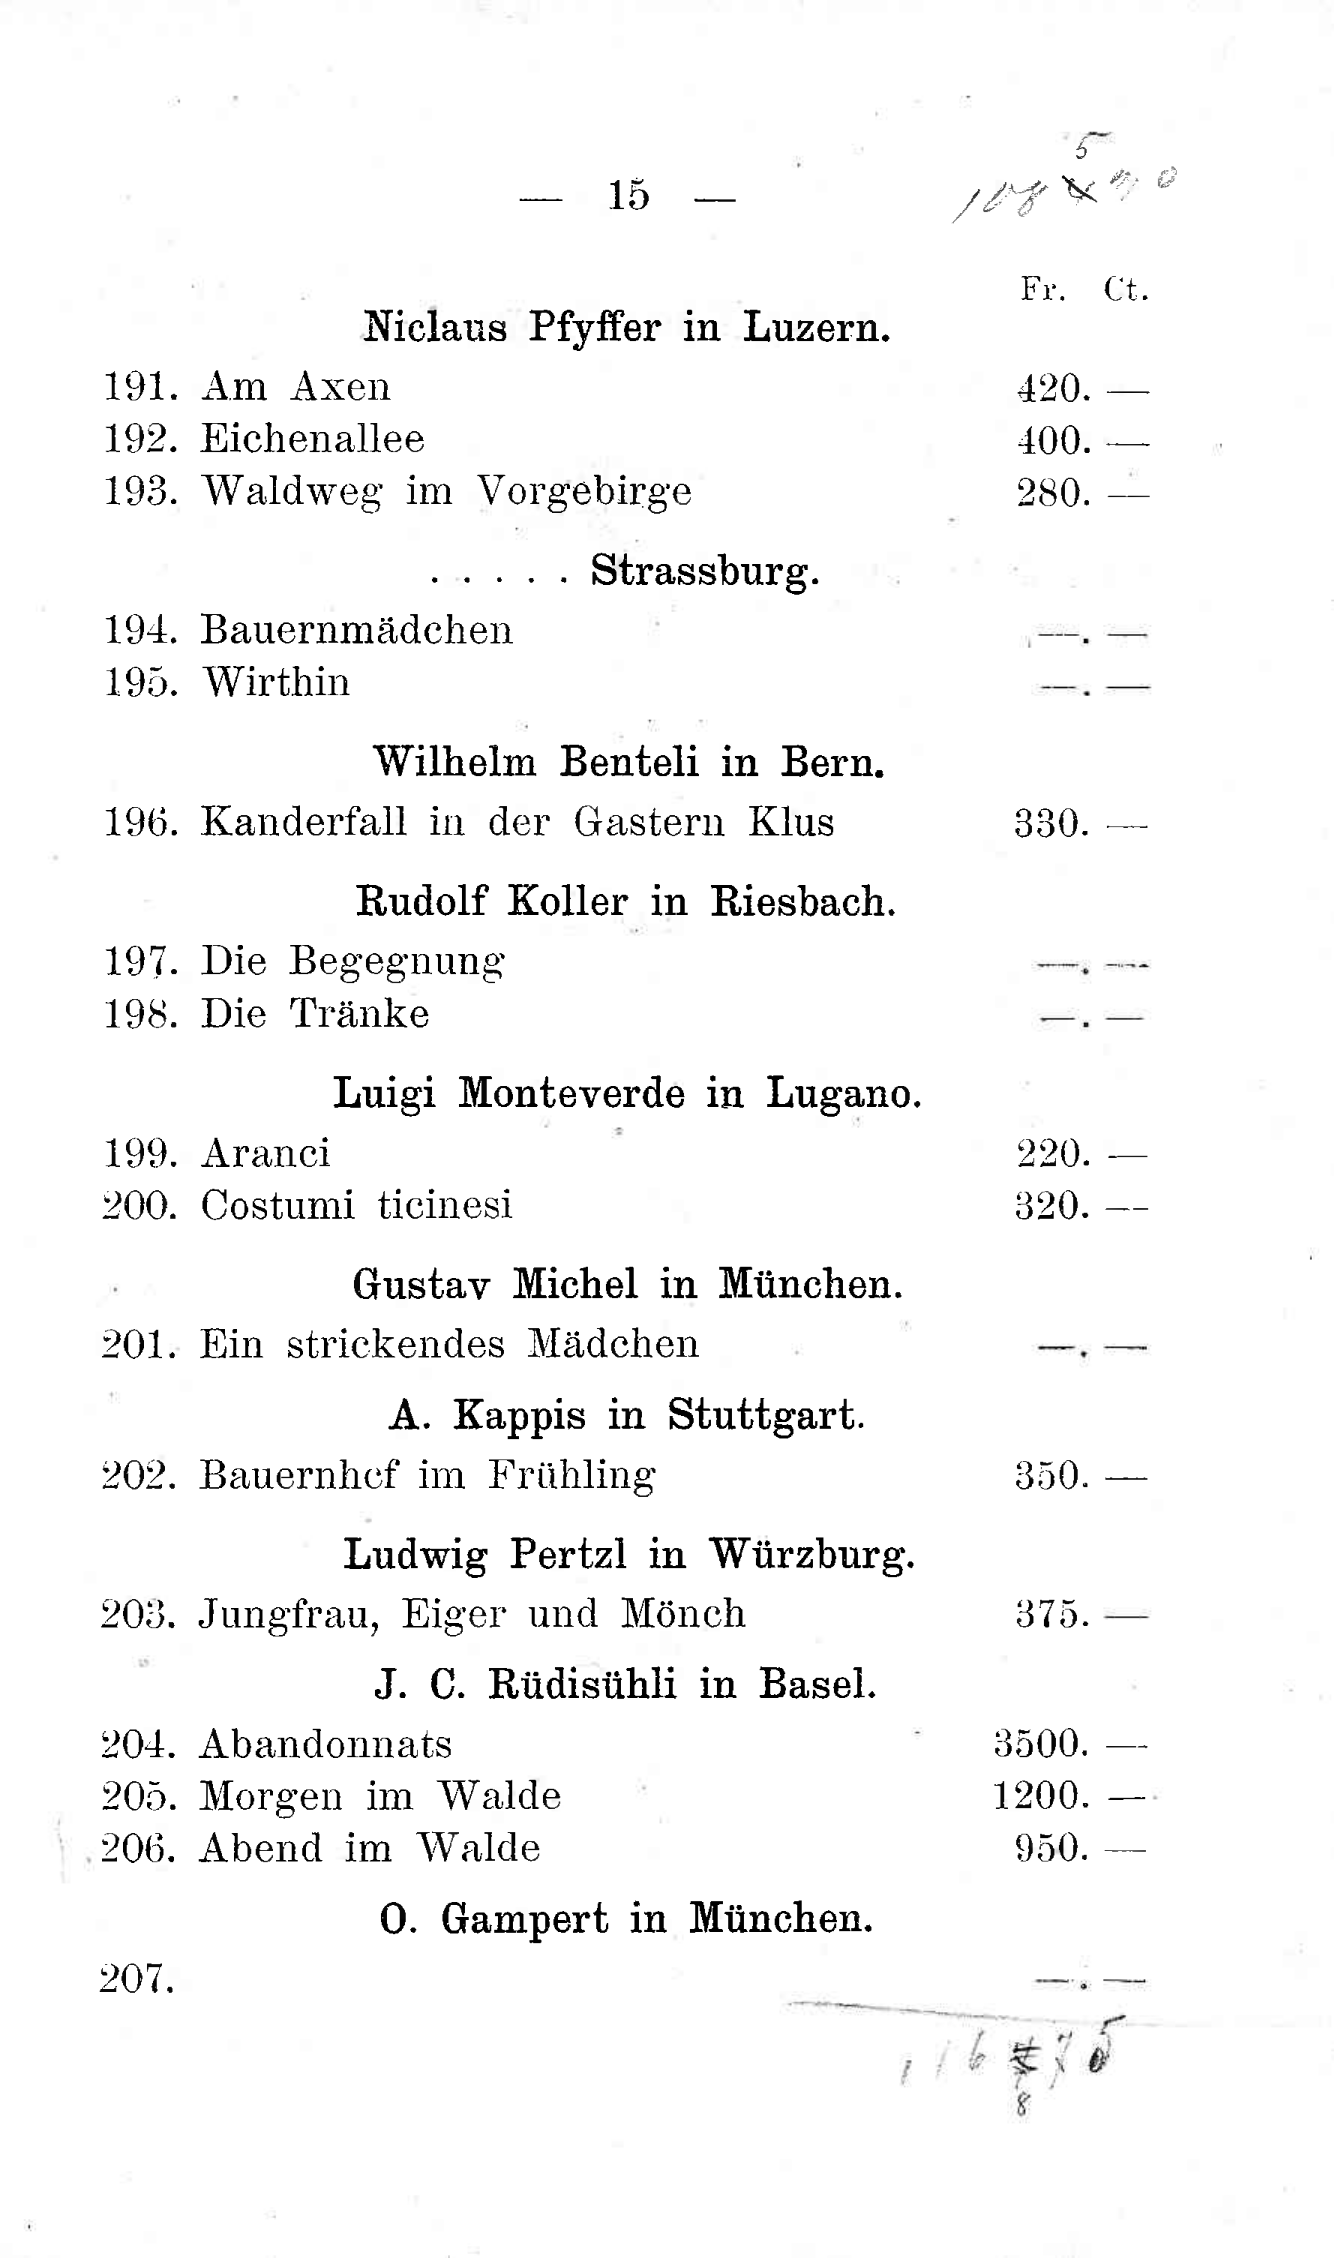 — 15 —
Fr. Ct.
Niclaus Pfyffer in Luzern.
191. Am Axen 420. —
192. Eichenallee 400. —
193. Waldweg im Vorgebirge 280. —
. . . . . Strassburg.
194. Bauernmädchen —. —
195. Wirthin —. —
Wilhelm Benteli in Bern.
196. Kanderfall in der Gastern Klus 330. —
Rudolf Koller in Riesbach.
197. Die Begegnung —. —
198. Die Tränke —. —
Luigi Monteverde in Lugano.
199. Aranci 220. —
200. Costumi ticinesi 320. —
Gustav Michel in München.
201. Ein strickendes Mädchen —. —
A. Kappis in Stuttgart.
202. Bauernhof im Frühling 350. —
Ludwig Pertzl in Würzburg.
203. Jungfrau, Eiger und Mönch 375. —
J. C. Rüdisühli in Basel.
204. Abandonnats 3500. —
205. Morgen im Walde 1200. —
206. Abend im Walde 950. —
O. Gampert in München.
207. —. —